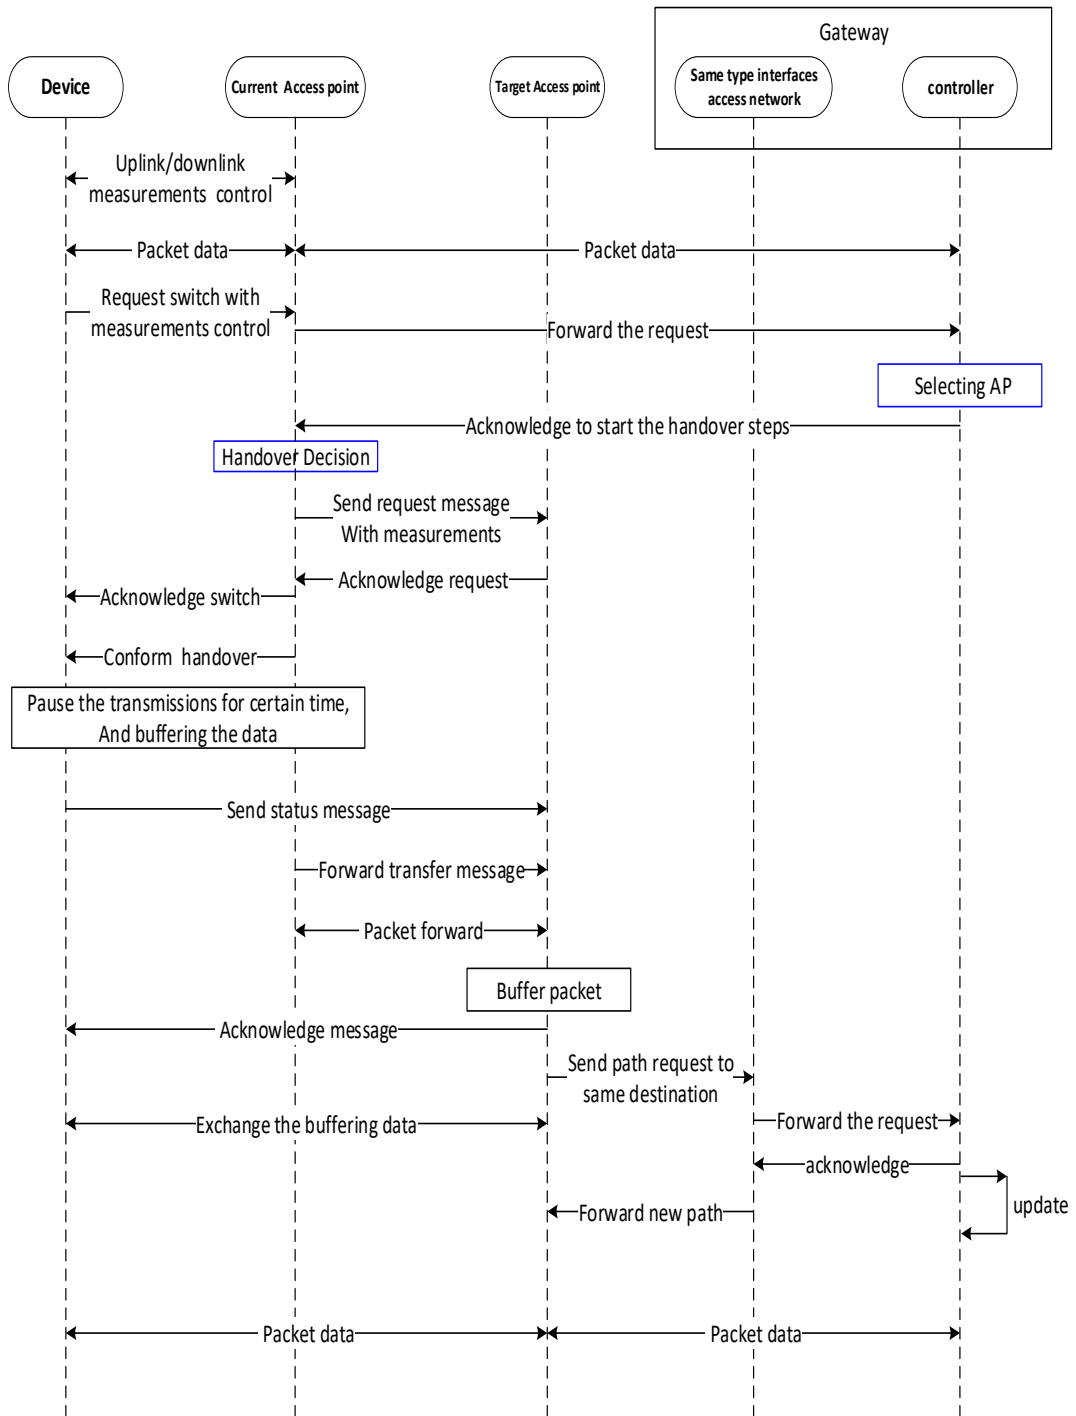 Gateway
Device
Current Access point
Target Access point
Same type interfaces
access network
controller
Uplink/downlink
measurements control
Packet data
Packet data
Request switch with
measurements control
Forward the request
Selecting AP
Acknowledge to start the handover steps
Handover Decision
Send request message
With measurements
Acknowledge request
Acknowledge switch
Conform handover
Pause the transmissions for certain time,
And buffering the data
Send status message
Forward transfer message
Packet forward
Buffer packet
Acknowledge message
Send path request to
same destination
Exchange the buffering data
Forward the request
acknowledge
update
Forward new path
Packet data
Packet data